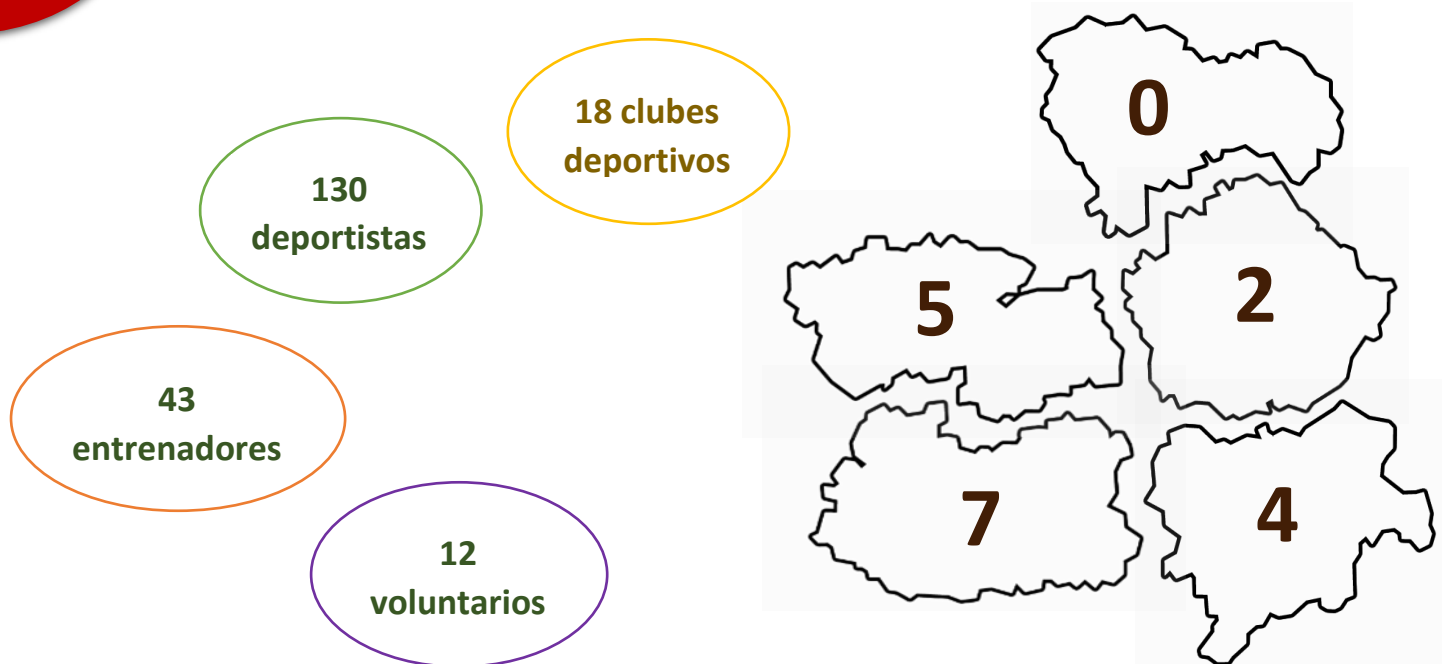 18 clubes
deportivos
130
deportistas
43
entrenadores
12
voluntarios
0
5
2
7
4